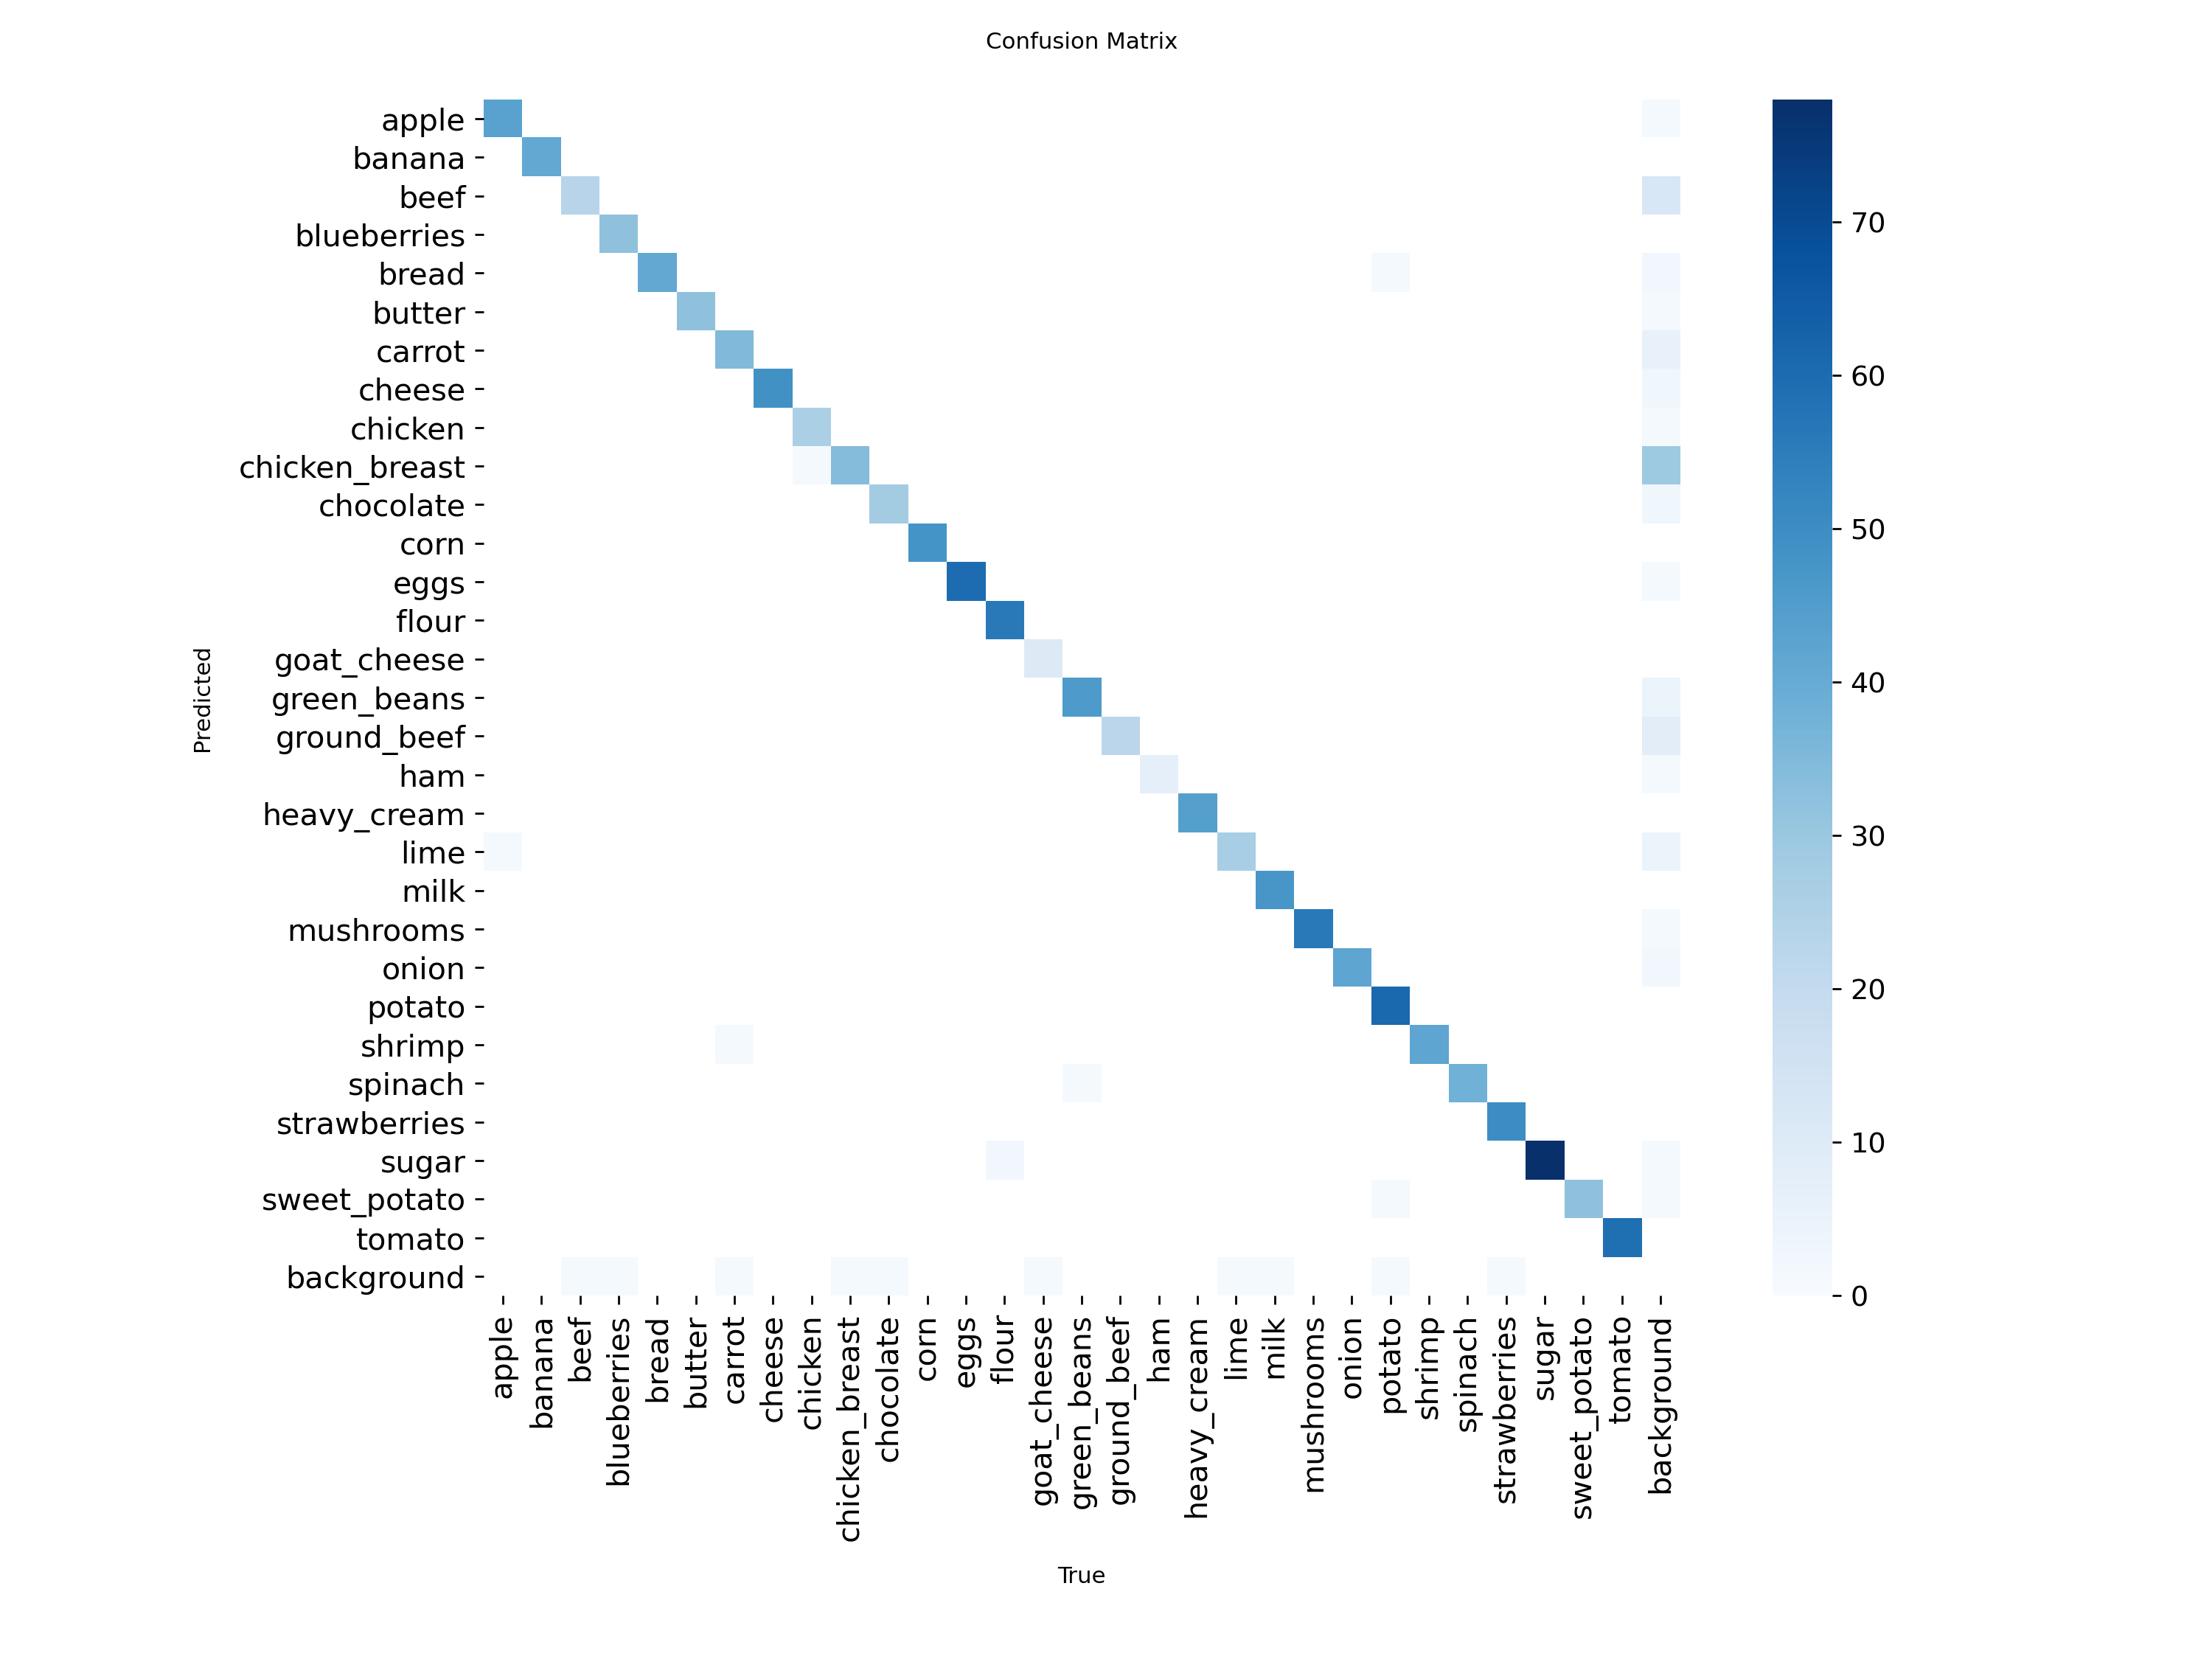 Confusion Matrix
apple
banana
beef
blueberries
bread
butter
carrot
cheese
chicken
chicken_breast
chocolate
corn
eggs
flour
goat_cheese
green_beans
ground_beef
ham
heavy_cream
lime
milk
mushrooms
onion
potato
shrimp
spinach
strawberries
sugar
sweet_potato
tomato
background
Predicted
apple
banana
beef
blueberries
bread
butter
carrot
cheese
chicken
chicken_breast
chocolate
corn
eggs
flour
goat_cheese
green_beans
ground_beef
ham
heavy_cream
lime
milk
mushrooms
onion
potato
shrimp
spinach
strawberries
sugar
sweet_potato
tomato
background
True
70
60
50
40
30
20
10
0